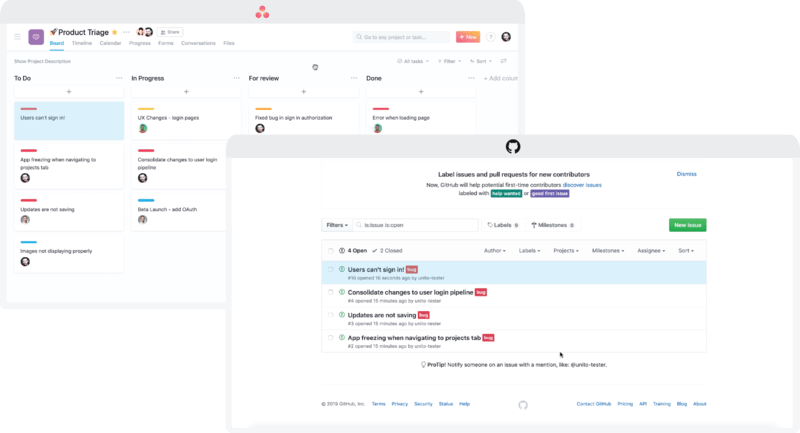 Product Triage
Share
Go to any project or task...
+ New
?
Board Timeline Calendar Progress Forms Conversations Files
Show Project Description
All tasks Filter Sort
To Do
In Progress
For review
Done
+ Add colum
Users can't sign in!
UX Changes - login pages
Fixed bug in sign in authorization
Error when loading page
App freezing when navigating to
projects tab
Consolidate changes to user login
pipeline
Updates are not saving
Beta Launch - add OAuth
Images not displaying properly
Label issues and pull requests for new contributors
Dismiss
Now, GitHub will help potential first-time contributors discover issues
labeled with help wanted or good first issue
Filters
is:issue is:open
Labels 8
Milestones 0
New issue
4 Open 2 Closed
Author Labels Projects Milestones Assignee Sort
Users can't sign in! bug
#10 opened 16 seconds ago by unito-tester
Consolidate changes to user login pipeline bug
#4 opened 15 minutes ago by unito-tester
Updates are not saving bug
#3 opened 15 minutes ago by unito-tester
App freezing when navigating to projects tab bug
#2 opened 15 minutes ago by unito-tester
ProTip! Notify someone on an issue with a mention, like: @unito-tester.
© 2019 GitHub, Inc. Terms Privacy Security Status Help
Contact GitHub Pricing API Training Blog About